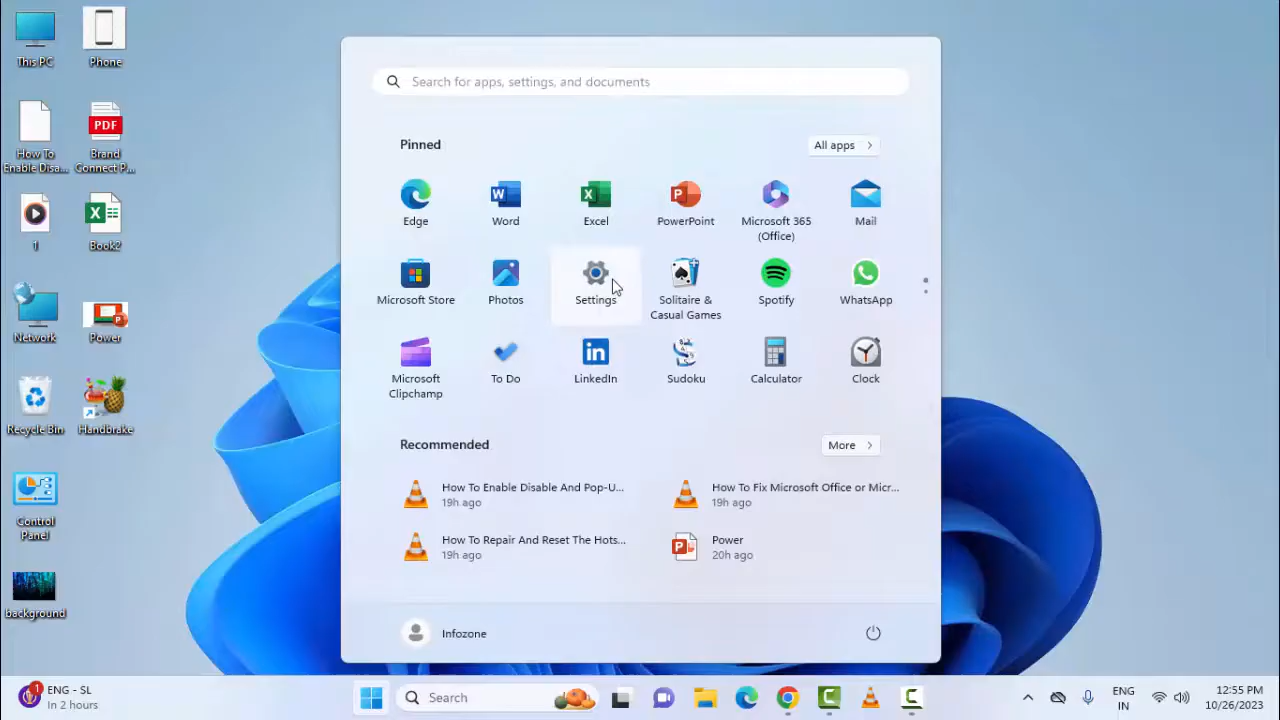 This PC
Phone
How To
Enable Disa...
PDF
Brand
Connect P...
1
Book2
Network
Power
Recycle Bin
Handbrake
Control
Panel
background
Search for apps, settings, and documents
Pinned
All apps
Edge
Word
Excel
PowerPoint
Microsoft 365
(Office)
Mail
Microsoft Store
Photos
Settings
Solitaire &
Casual Games
Spotify
WhatsApp
Microsoft
Clipchamp
To Do
LinkedIn
Sudoku
Calculator
Clock
Recommended
More
How To Enable Disable And Pop-U...
19h ago
How To Fix Microsoft Office or Micr...
19h ago
How To Repair And Reset The Hots...
19h ago
Power
20h ago
Infozone
1
ENG - SL
In 2 hours
Search
ENG
IN
12:55 PM
10/26/2023